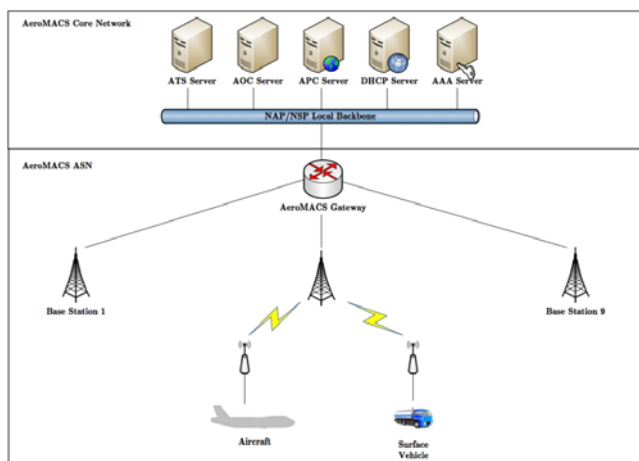 AeroMACS Core Network
ATS Server
AOC Server
APC Server
DHCP Server
AAA Server
NAP/NSP Local Backbone
AeroMACS ASN
AeroMACS Gateway
Base Station 1
Base Station 9
Aircraft
Surface
Vehicle